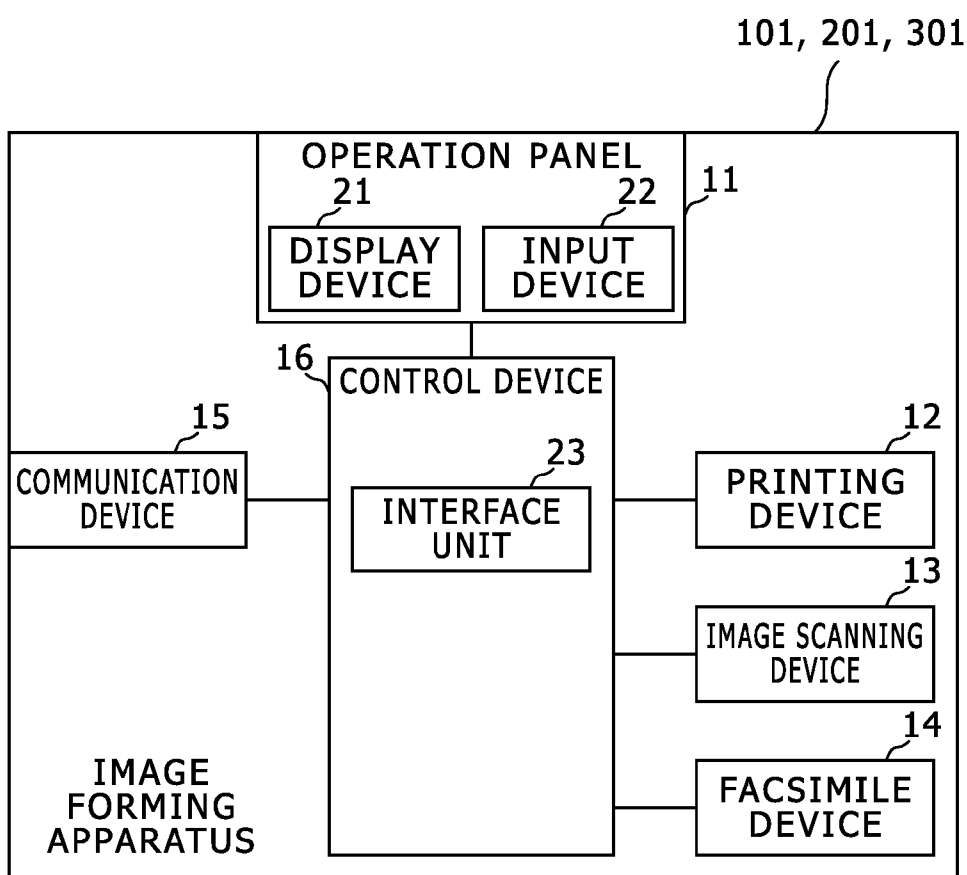 101, 201, 301
OPERATION PANEL
11
21
22
DISPLAY
DEVICE
INPUT
DEVICE
16
CONTROL DEVICE
15
COMMUNICATION
DEVICE
23
INTERFACE
UNIT
12
PRINTING
DEVICE
13
IMAGE SCANNING
DEVICE
14
FACSIMILE
DEVICE
IMAGE
FORMING
APPARATUS